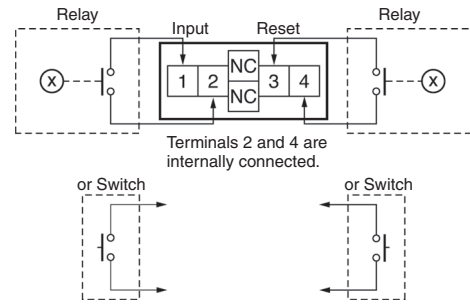 Relay
Input
Reset
Relay
X
1
2
NC
NC
3
4
X
Terminals 2 and 4 are
internally connected.
or Switch
or Switch